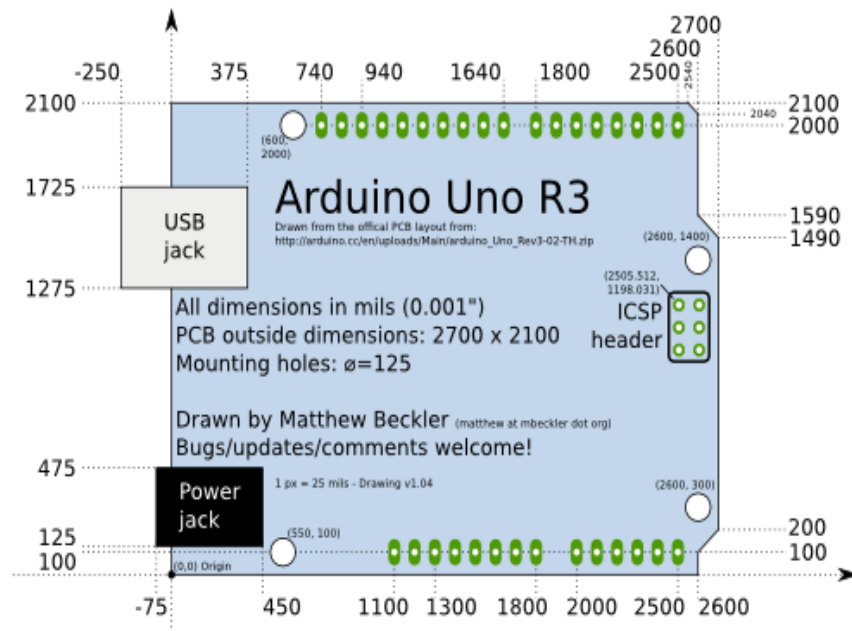 2700
2600
-250 375 740 940 1640 1800 2500 2540
2100 2100
2040
2000
(600,
2000)
1725
Arduino Uno R3
USB
jack
Drawn from the offical PCB layout from:
http://arduino.cc/en/uploads/Main/arduino_Uno_Rev3-02-TH.zip
1590
(2600, 1400) 1490
1275
(2505.512,
1198.031)
All dimensions in mils (0.001")
ICSP
header
PCB outside dimensions: 2700 x 2100
Mounting holes: ø=125
Drawn by Matthew Beckler (matthew at mbeckler dot org)
Bugs/updates/comments welcome!
475
Power
jack
1 px = 25 mils - Drawing v1.04
(2600, 300)
125
100
(550, 100)
200
100
(0,0) Origin
-75 450 1100 1300 1800 2000 2500 2600